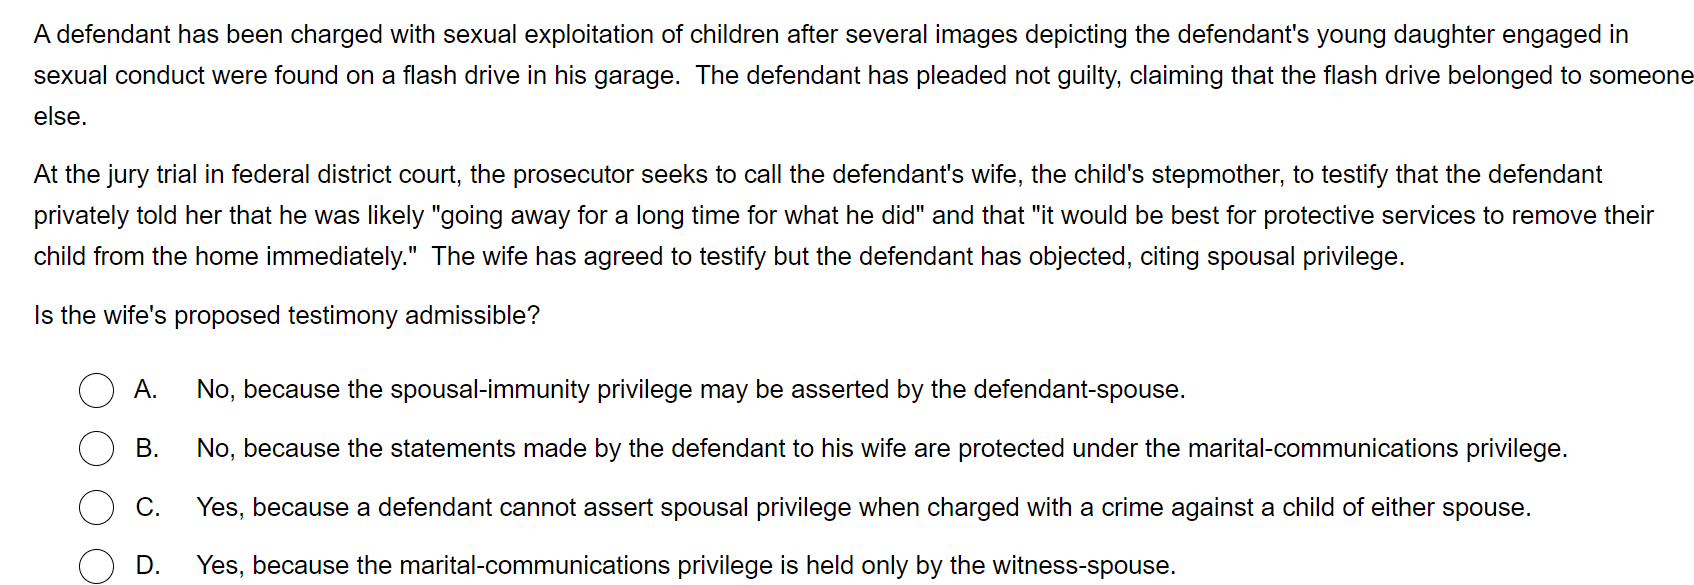 A defendant has been charged with sexual exploitation of children after several images depicting the defendant's young daughter engaged in
sexual conduct were found on a flash drive in his garage.  The defendant has pleaded not guilty, claiming that the flash drive belonged to someone
else.
At the jury trial in federal district court, the prosecutor seeks to call the defendant's wife, the child's stepmother, to testify that the defendant
privately told her that he was likely "going away for a long time for what he did" and that "it would be best for protective services to remove their
child from the home immediately."  The wife has agreed to testify but the defendant has objected, citing spousal privilege.
Is the wife's proposed testimony admissible?
A. No, because the spousal-immunity privilege may be asserted by the defendant-spouse.
B. No, because the statements made by the defendant to his wife are protected under the marital-communications privilege.
C. Yes, because a defendant cannot assert spousal privilege when charged with a crime against a child of either spouse.
D. Yes, because the marital-communications privilege is held only by the witness-spouse.